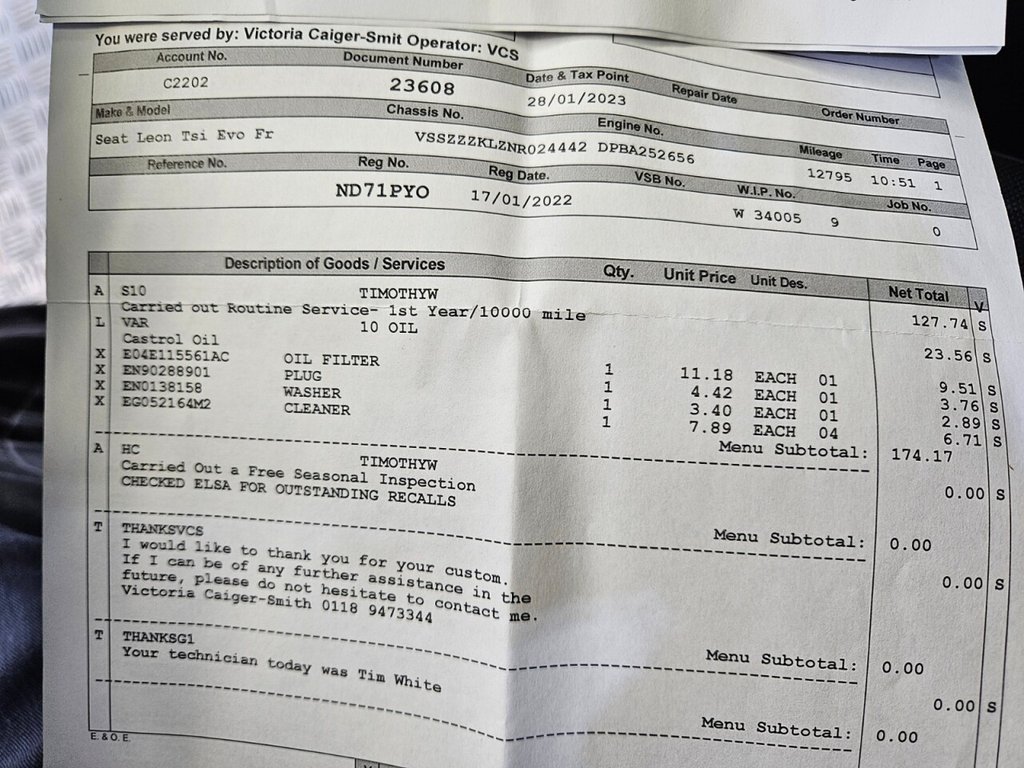 You were served by: Victoria Caiger-Smit Operator: VCS
Account No. Document Number Date & Tax Point Repair Date Order Number
C2202 23608 28/01/2023
Make & Model Chassis No. Engine No. Mileage Time Page
Seat Leon Tsi Evo Fr VSSZZZKLZNR024442 DPBA252656 12795 10:51 1
Reference No. Reg No. Reg Date. VSB No. W.I.P. No. Job No.
ND71PYO 17/01/2022 W 34005 9 0
Description of Goods / Services Qty. Unit Price Unit Des. Net Total V
A S10 TIMOTHYW 127.74 S
Carried out Routine Service- 1st Year/10000 mile
L VAR 10 OIL 23.56 S
Castrol Oil
X E04E115561AC OIL FILTER 1 11.18 EACH 01 9.51 S
X EN90288901 PLUG 1 4.42 EACH 01 3.76 S
X EN0138158 WASHER 1 3.40 EACH 01 2.89 S
X EG052164M2 CLEANER 1 7.89 EACH 04 6.71 S
Menu Subtotal: 174.17
A HC TIMOTHYW 0.00 S
Carried Out a Free Seasonal Inspection
CHECKED ELSA FOR OUTSTANDING RECALLS
Menu Subtotal: 0.00
T THANKSVCS 0.00 S
I would like to thank you for your custom.
If I can be of any further assistance in the
future, please do not hesitate to contact me.
Victoria Caiger-Smith 0118 9473344
Menu Subtotal: 0.00
T THANKSG1 0.00 S
Your technician today was Tim White
Menu Subtotal: 0.00
E. & O. E.